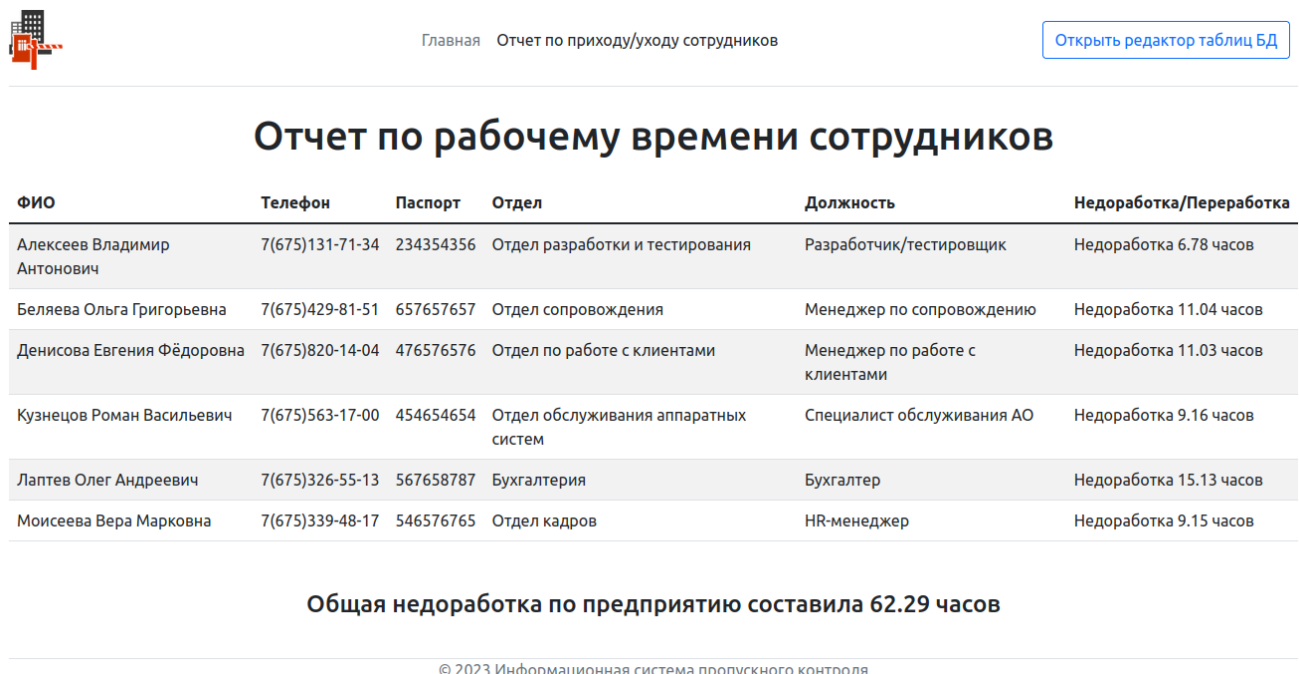 Главная Отчет по приходу/уходу сотрудников Открыть редактор таблиц БД
Отчет по рабочему времени сотрудников
ФИО Телефон Паспорт Отдел Должность Недоработка/Переработка
Алексеев Владимир 7(675)131-71-34 234354356 Отдел разработки и тестирования Разработчик/тестировщик Недоработка 6.78 часов
Антонович
Беляева Ольга Григорьевна 7(675)429-81-51 657657657 Отдел сопровождения Менеджер по сопровождению Недоработка 11.04 часов
Денисова Евгения Фёдоровна 7(675)820-14-04 476576576 Отдел по работе с клиентами Менеджер по работе с Недоработка 11.03 часов
клиентами
Кузнецов Роман Васильевич 7(675)563-17-00 454654654 Отдел обслуживания аппаратных Специалист обслуживания АО Недоработка 9.16 часов
систем
Лаптев Олег Андреевич 7(675)326-55-13 567658787 Бухгалтерия Бухгалтер Недоработка 15.13 часов
Моисеева Вера Марковна 7(675)339-48-17 546576765 Отдел кадров HR-менеджер Недоработка 9.15 часов
Общая недоработка по предприятию составила 62.29 часов
© 2023 Информационная система пропускного контроля